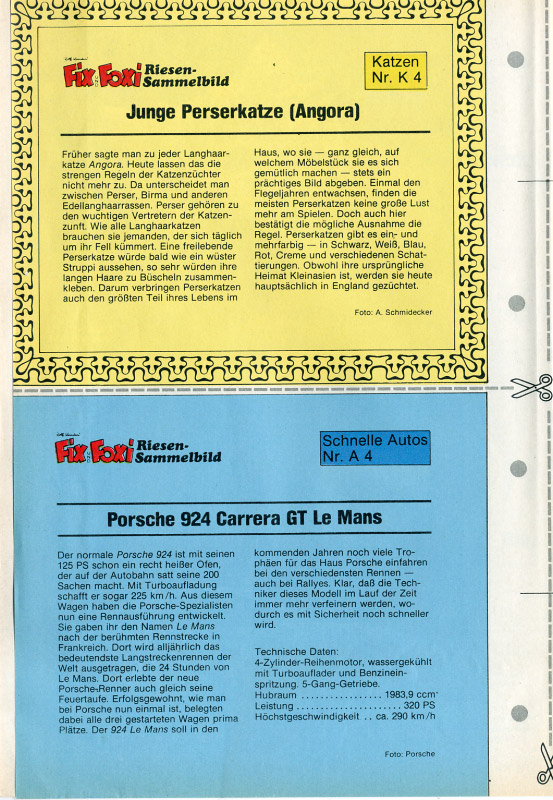 Fix und Foxi Riesen-
Sammelbild
Katzen
Nr. K 4
Junge Perserkatze (Angora)
Früher sagte man zu jeder Langhaar-
katze Angora. Heute lassen das die
strengen Regeln der Katzenzüchter
nicht mehr zu. Da unterscheidet man
zwischen Perser, Birma und anderen
Edellanghaarrassen. Perser gehören zu
den wuchtigen Vertretern der Katzen-
zunft. Wie alle Langhaarkatzen
brauchen sie jemanden, der sich täglich
um ihr Fell kümmert. Eine freilebende
Perserkatze würde bald wie ein wüster
Struppi aussehen, so sehr würden ihre
langen Haare zu Büscheln zusammen-
kleben. Darum verbringen Perserkatzen
auch den größten Teil ihres Lebens im
Haus, wo sie — ganz gleich, auf
welchem Möbelstück sie es sich
gemütlich machen — stets ein
prächtiges Bild abgeben. Einmal den
Flegeljahren entwachsen, finden die
meisten Perserkatzen keine große Lust
mehr am Spielen. Doch auch hier
bestätigt die mögliche Ausnahme die
Regel. Perserkatzen gibt es ein- und
mehrfarbig — in Schwarz, Weiß, Blau,
Rot, Creme und verschiedenen Schat-
tierungen. Obwohl ihre ursprüngliche
Heimat Kleinasien ist, werden sie heute
hauptsächlich in England gezüchtet.
Foto: A. Schmidecker
Fix und Foxi Riesen-
Sammelbild
Schnelle Autos
Nr. A 4
Porsche 924 Carrera GT Le Mans
Der normale Porsche 924 ist mit seinen
125 PS schon ein recht heißer Ofen,
der auf der Autobahn satt seine 200
Sachen macht. Mit Turboaufladung
schafft er sogar 225 km/h. Aus diesem
Wagen haben die Porsche-Spezialisten
nun eine Rennausführung entwickelt.
Sie gaben ihr den Namen Le Mans
nach der berühmten Rennstrecke in
Frankreich. Dort wird alljährlich das
bedeutendste Langstreckenrennen der
Welt ausgetragen, die 24 Stunden von
Le Mans. Dort erlebte der neue
Porsche-Renner auch gleich seine
Feuertaufe. Erfolgsgewohnt, wie man
bei Porsche nun einmal ist, belegten
dabei alle drei gestarteten Wagen prima
Plätze. Der 924 Le Mans soll in den
kommenden Jahren noch viele Tro-
phäen für das Haus Porsche einfahren
bei den verschiedensten Rennen —
auch bei Rallyes. Klar, daß die Tech-
niker dieses Modell im Lauf der Zeit
immer mehr verfeinern werden, wo-
durch es mit Sicherheit noch schneller
wird.
Technische Daten:
4-Zylinder-Reihenmotor, wassergekühlt
mit Turboauflader und Benzinein-
spritzung. 5-Gang-Getriebe.
Hubraum ................. 1983,9 ccm
Leistung ...................... 320 PS
Höchstgeschwindigkeit .. ca. 290 km/h
Foto: Porsche